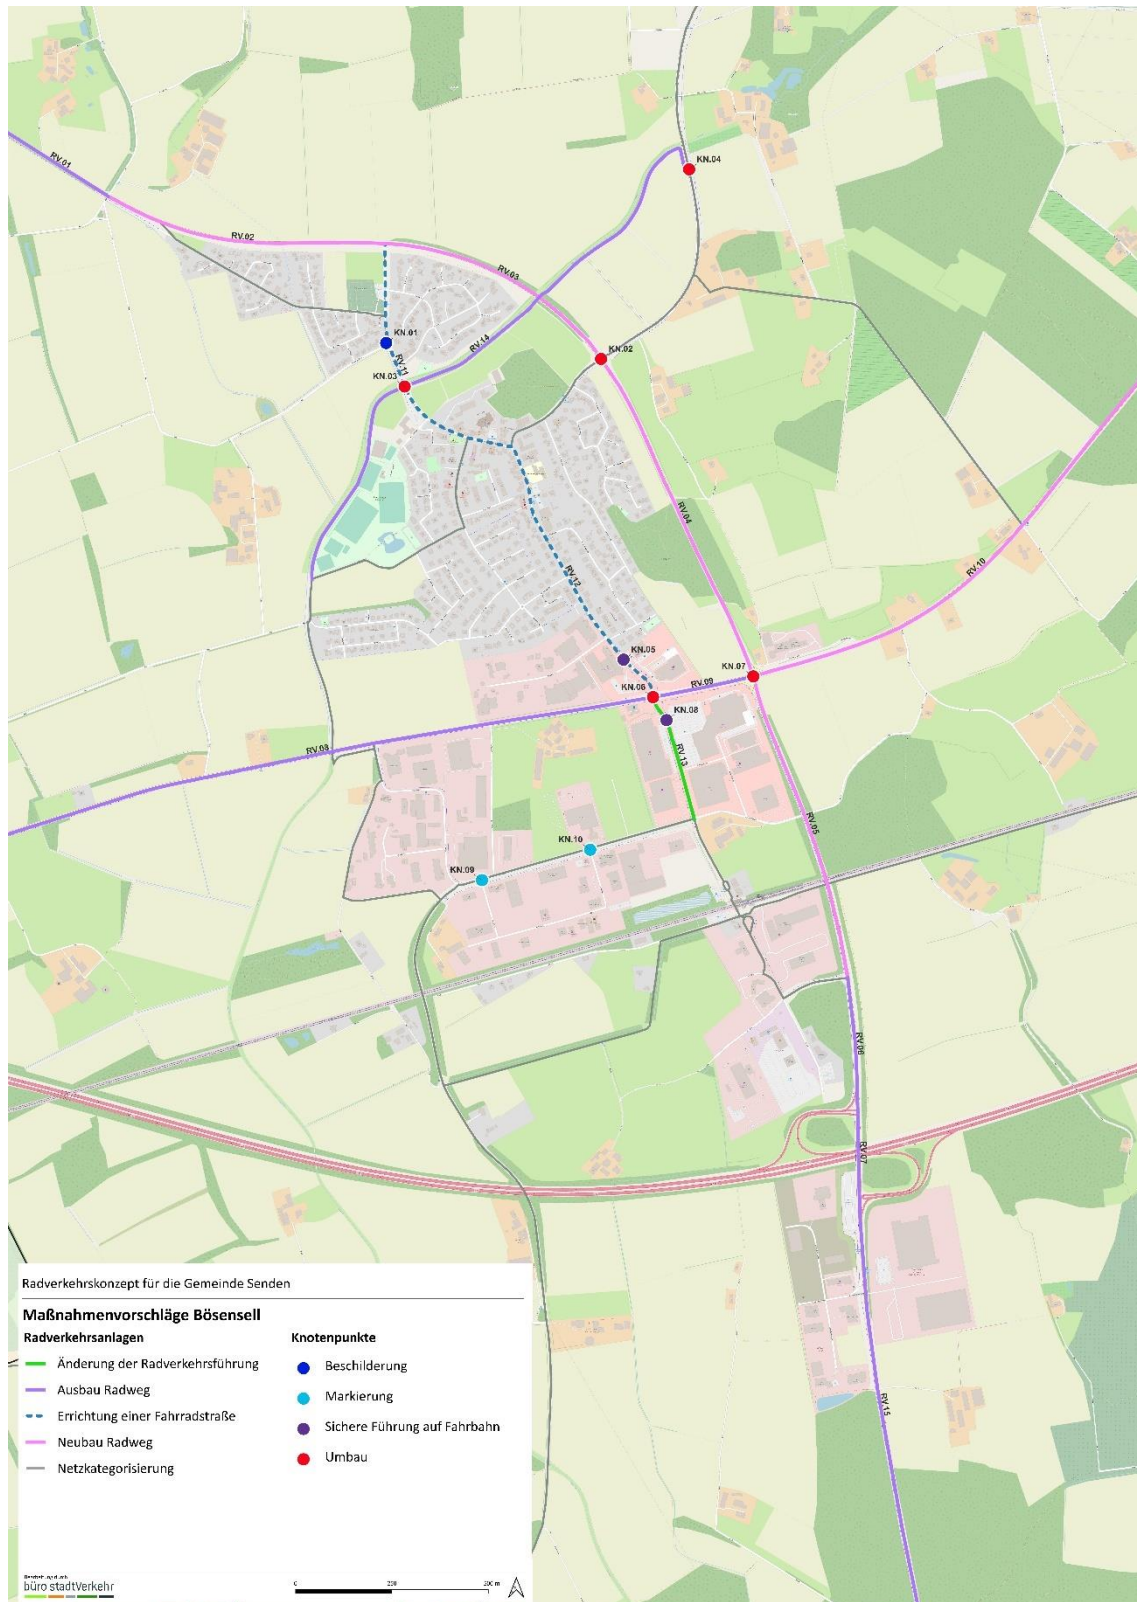 KN.04
RV.01
RV.02
RV.03
KN.01
RV.14
RV.11
KN.02
KN.03
RV.04
RV.10
RV.12
KN.05
KN.07
RV.09
KN.06
KN.08
RV.08
RV.13
RV.05
KN.10
KN.09
RV.06
RV.07
RV.15
Radverkehrskonzept für die Gemeinde Senden
Maßnahmenvorschläge Bösensell
Radverkehrsanlagen
Änderung der Radverkehrsführung
Ausbau Radweg
Errichtung einer Fahrradstraße
Neubau Radweg
Netzkategorisierung
Knotenpunkte
Beschilderung
Markierung
Sichere Führung auf Fahrbahn
Umbau
büro stadtVerkehr
0